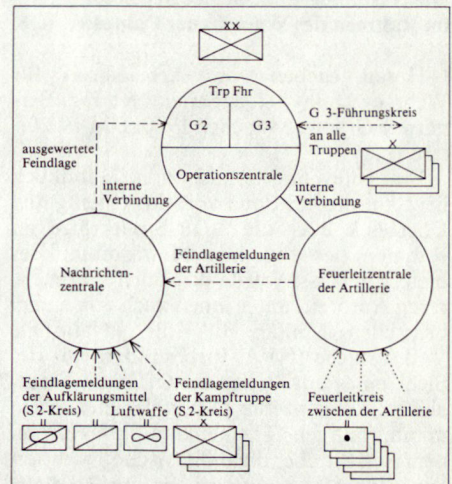 XX
Trp Fhr
G2
G3
Operationszentrale
G 3-Führungskreis
an alle
Truppen
X
ausgewertete
Feindlage
interne
Verbindung
interne
Verbindung
Nachrichten-
zentrale
Feindlagemeldungen
der Artillerie
Feuerleitzentrale
der Artillerie
Feindlagemeldungen
der Aufklärungsmittel
(S 2-Kreis)
Luftwaffe
Feindlagemeldungen
der Kampftruppe
(S 2-Kreis)
X
Feuerleitkreis
zwischen der Artillerie